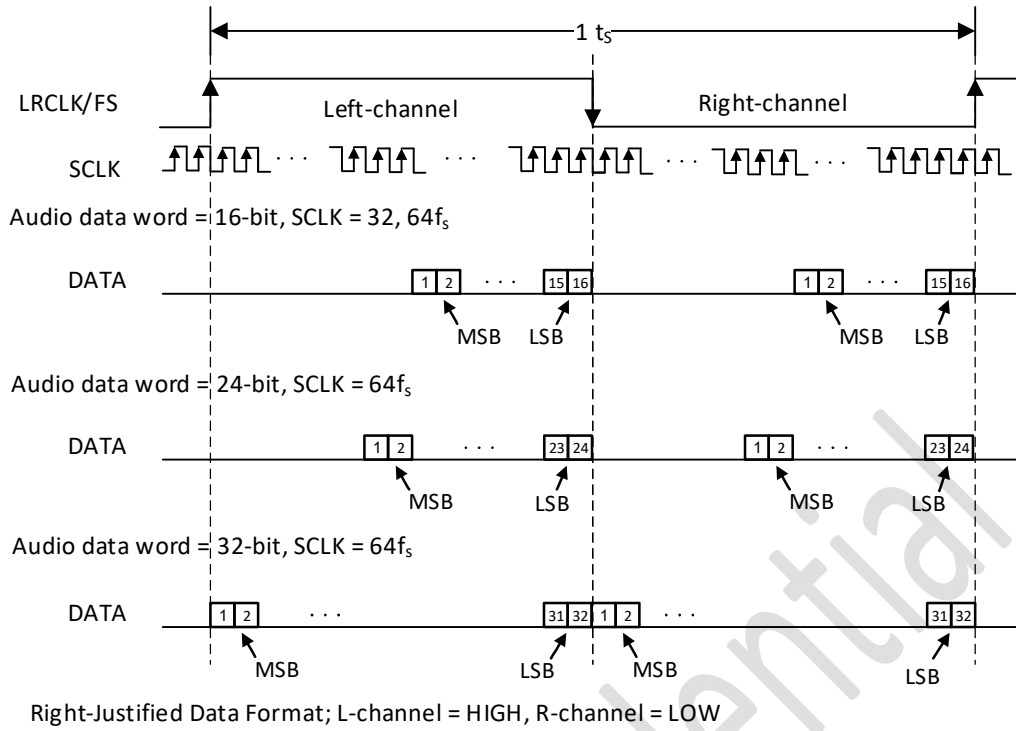 1 tS
LRCLK/FS
Left-channel
Right-channel
SCLK
Audio data word = 16-bit, SCLK = 32, 64fs
DATA
1 2 · · · 15 16 1 2 · · · 15 16
MSB LSB MSB LSB
Audio data word = 24-bit, SCLK = 64fs
DATA
1 2 · · · 23 24 1 2 · · · 23 24
MSB LSB MSB LSB
Audio data word = 32-bit, SCLK = 64fs
DATA
1 2 · · · 31 32 1 2 · · · 31 32
MSB LSB MSB LSB
Right-Justified Data Format; L-channel = HIGH, R-channel = LOW
ential